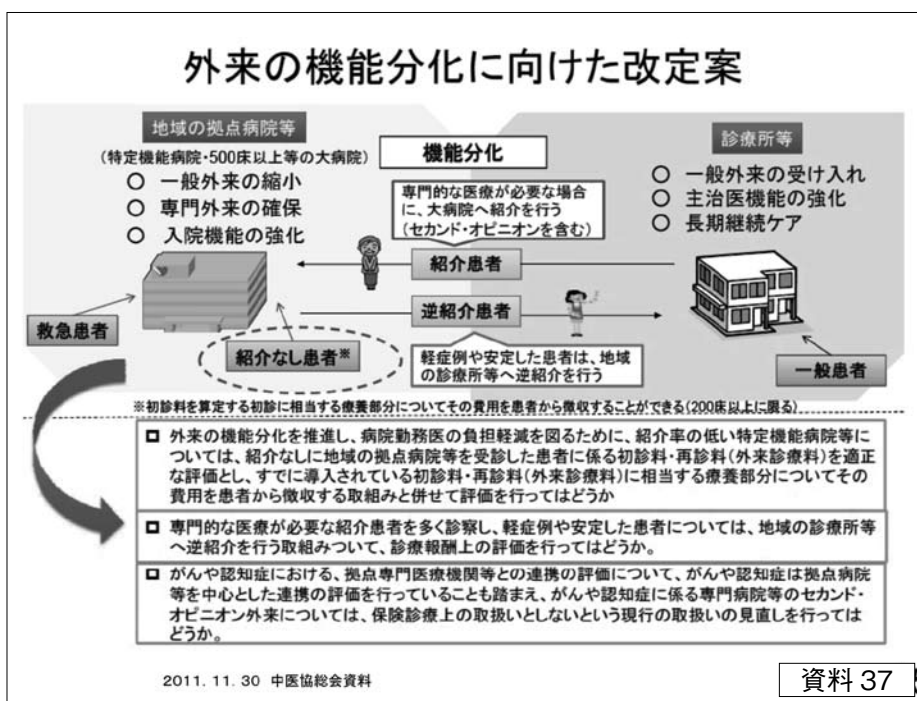 外来の機能分化に向けた改定案
地域の拠点病院等
(特定機能病院・500床以上等の大病院)
○ 一般外来の縮小
○ 専門外来の確保
○ 入院機能の強化
機能分化
専門的な医療が必要な場合
に、大病院へ紹介を行う
(セカンド・オピニオンを含む)
紹介患者
逆紹介患者
軽症例や安定した患者は、地域
の診療所等へ逆紹介を行う
診療所等
○ 一般外来の受け入れ
○ 主治医機能の強化
○ 長期継続ケア
救急患者
紹介なし患者※
一般患者
※初診料を算定する初診に相当する療養部分についてその費用を患者から徴収することができる(200床以上に限る)
外来の機能分化を推進し、病院勤務医の負担軽減を図るために、紹介率の低い特定機能病院等に
ついては、紹介なしに地域の拠点病院等を受診した患者に係る初診料・再診料(外来診療料)を適正
な評価とし、すでに導入されている初診料・再診料(外来診療料)に相当する療養部分についてその
費用を患者から徴収する取組みと併せて評価を行ってはどうか
専門的な医療が必要な紹介患者を多く診察し、軽症例や安定した患者については、地域の診療所等
へ逆紹介を行う取組みついて、診療報酬上の評価を行ってはどうか。
がんや認知症における、拠点専門医療機関等との連携の評価について、がんや認知症は拠点病院
等を中心とした連携の評価を行っていることも踏まえ、がんや認知症に係る専門病院等のセカンド・
オピニオン外来については、保険診療上の取扱いとしないという現行の取扱いの見直しを行っては
どうか。
2011. 11. 30 中医協総会資料
資料 37